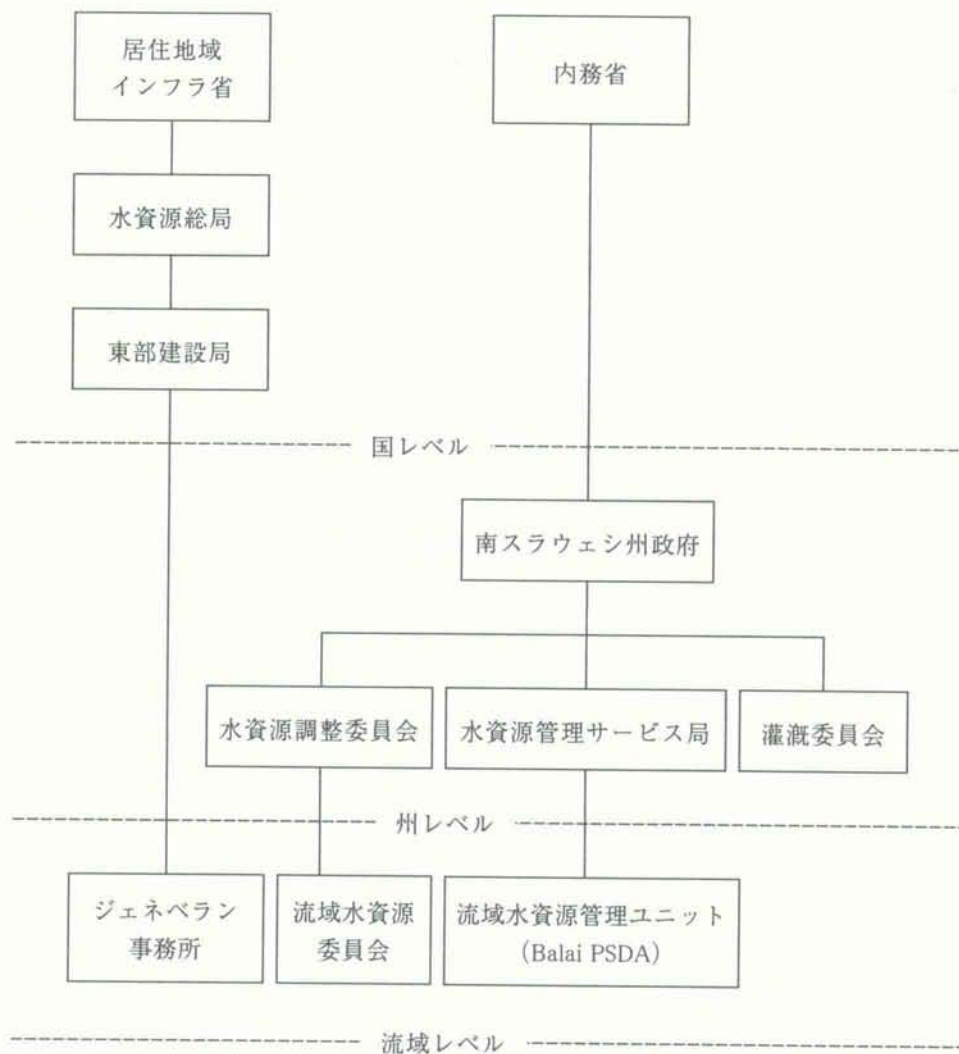 居住地域
インフラ省
内務省
水資源総局
東部建設局
国レベル
南スラウェシ州政府
水資源調整委員会
水資源管理サービス局
灌漑委員会
州レベル
ジェネベラン
事務所
流域水資源
委員会
流域水資源管理ユニット
(Balai PSDA)
流域レベル